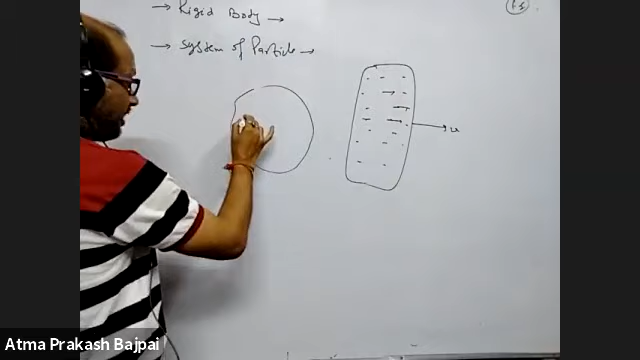 → Rigid Body →
→ System of Particle →
Atma Prakash Bajpai